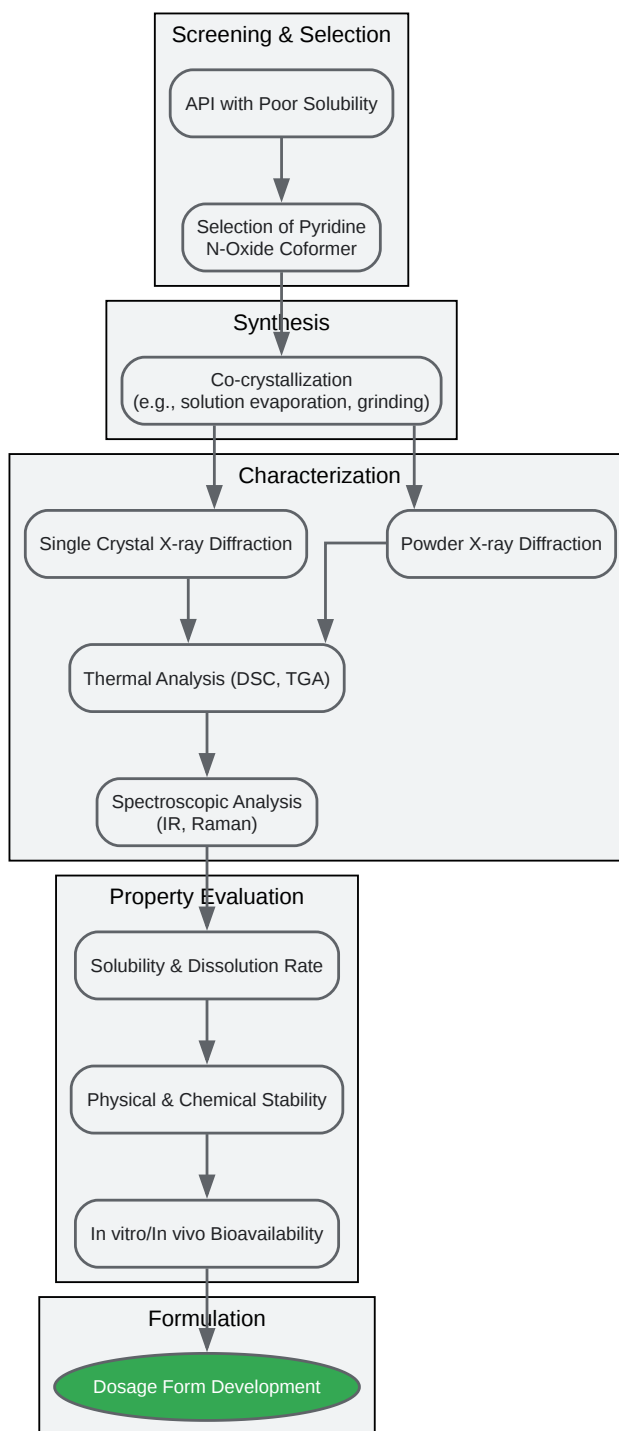 Screening & Selection
API with Poor Solubility
Selection of Pyridine
N-Oxide Coformer
Synthesis
Co-crystallization
(e.g., solution evaporation, grinding)
Characterization
Single Crystal X-ray Diffraction
Powder X-ray Diffraction
Thermal Analysis (DSC, TGA)
Spectroscopic Analysis
(IR, Raman)
Property Evaluation
Solubility & Dissolution Rate
Physical & Chemical Stability
In vitro/In vivo Bioavailability
Formulation
Dosage Form Development